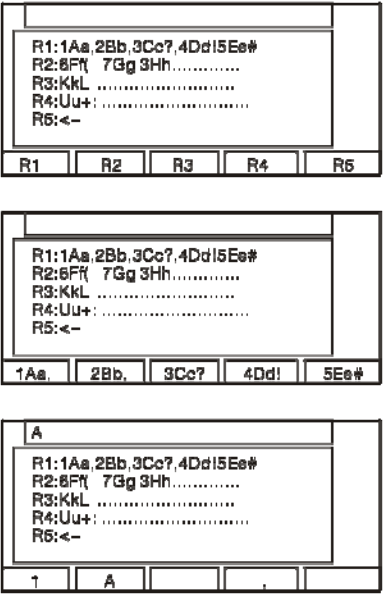 R1:1Aa,2Bb,3Cc?,4Dd!5Ee#
R2:6Ff( 7Gg 3Hh.............
R3:KkL ...........................
R4:Uu+: .............................
R5:<-
R1 R2 R3 R4 R5
R1:1Aa,2Bb,3Cc?,4Dd!5Ee#
R2:6Ff( 7Gg 3Hh.............
R3:KkL ...........................
R4:Uu+: .............................
R5:<-
1Aa, 2Bb, 3Cc? 4Dd! 5Ee#
A
R1:1Aa,2Bb,3Cc?,4Dd!5Ee#
R2:6Ff( 7Gg 3Hh.............
R3:KkL ...........................
R4:Uu+: .............................
R5:<-
1 A ,